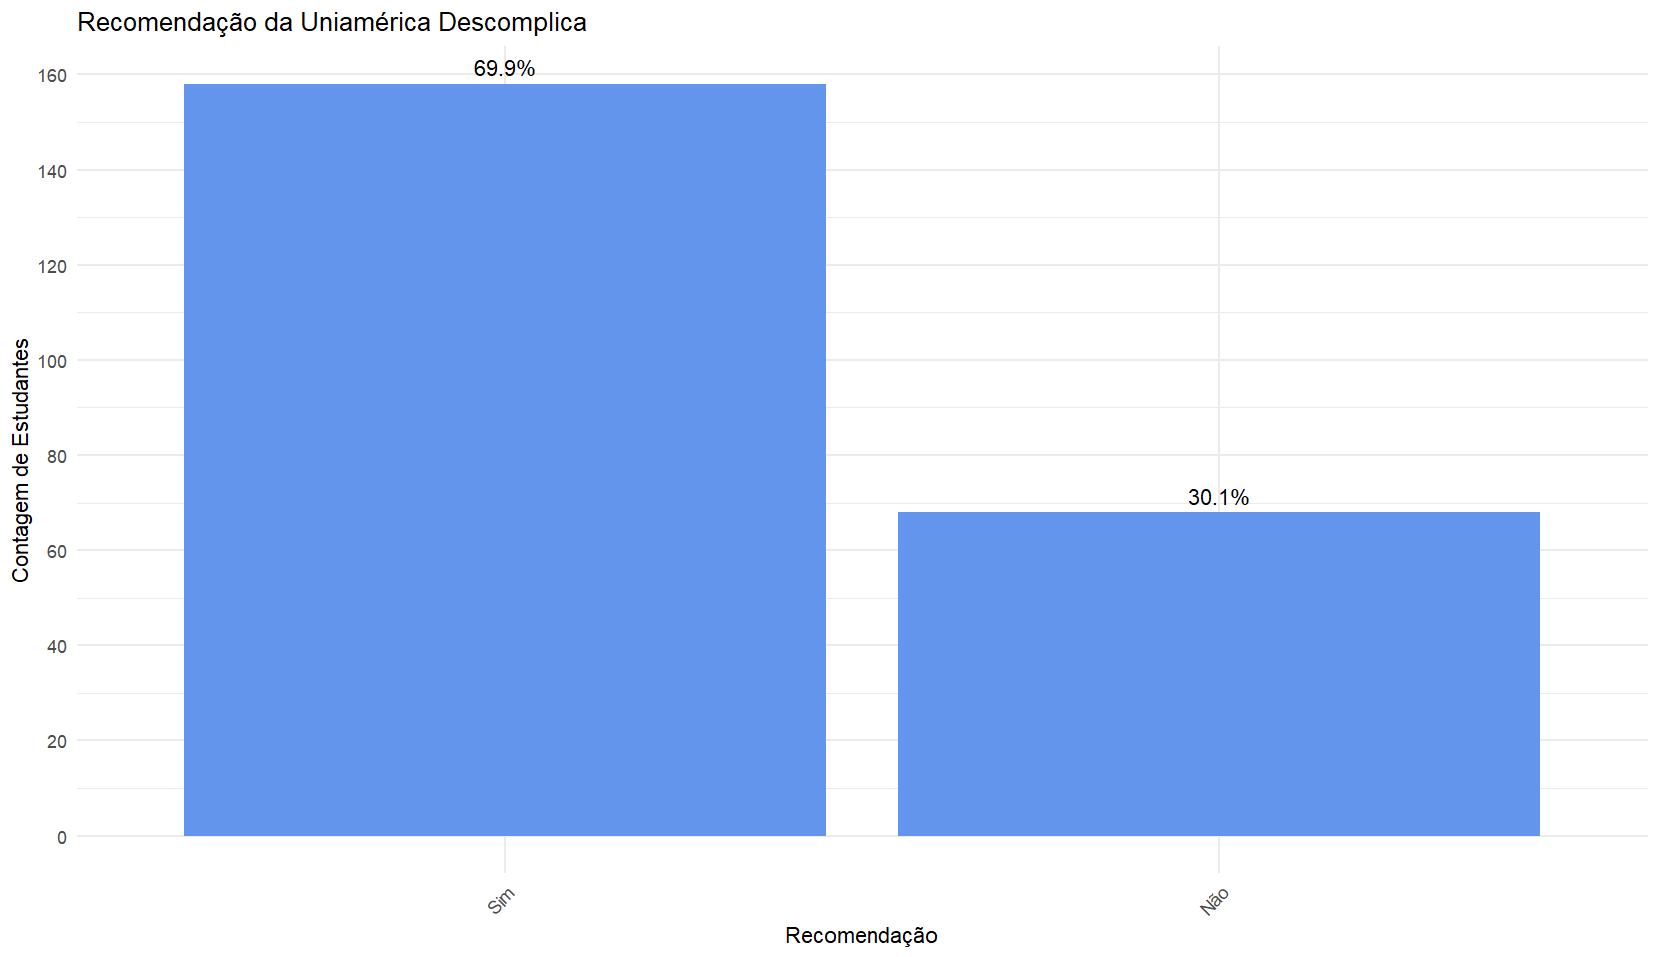 Recomendação da Uniamérica Descomplica
160
140
120
100
80
60
40
20
0
Contagem de Estudantes
69.9%
30.1%
Sim
Não
Recomendação